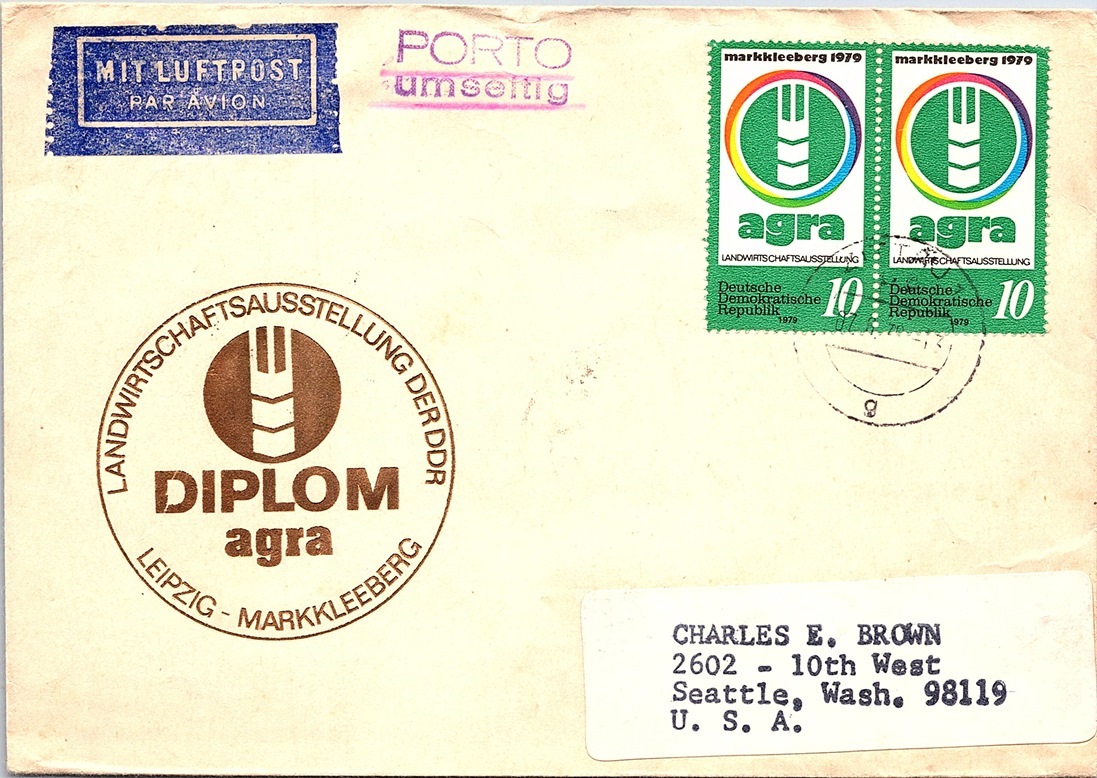 MIT LUFTPOST
PAR AVION
PORTO
umseitig
markkleeberg 1979
agra
LANDWIRTSCHAFTSAUSSTELLUNG
Deutsche
Demokratische
Republik
1979
10
markkleeberg 1979
agra
LANDWIRTSCHAFTSAUSSTELLUNG
Deutsche
Demokratische
Republik
1979
10
g
LANDWIRTSCHAFTSAUSSTELLUNG DER DDR
DIPLOM
agra
LEIPZIG - MARKKLEEBERG
CHARLES E. BROWN
2602 - 10th West
Seattle, Wash. 98119
U. S. A.